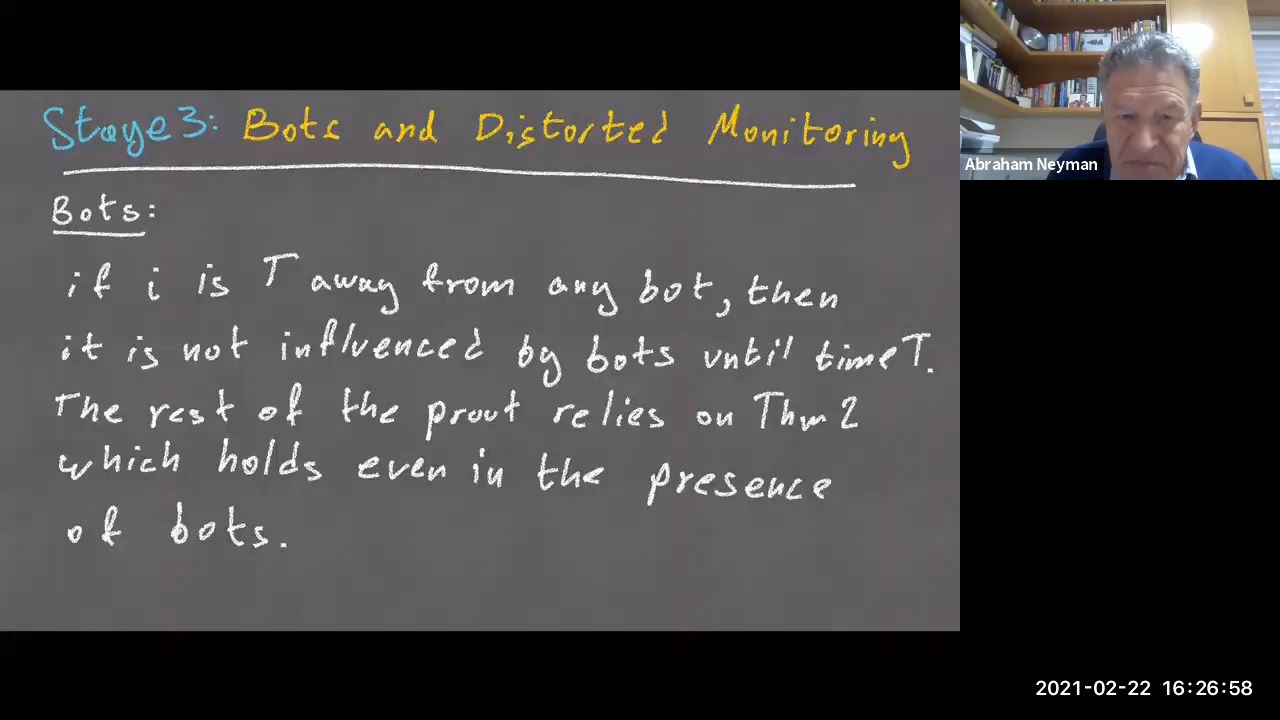 Stage 3: Bots and Distorted Monitoring
Bots:
if i is T away from any bot, then
it is not influenced by bots until time T.
The rest of the proof relies on Thm 2
which holds even in the presence
of bots.
Abraham Neyman
2021-02-22 16:26:58